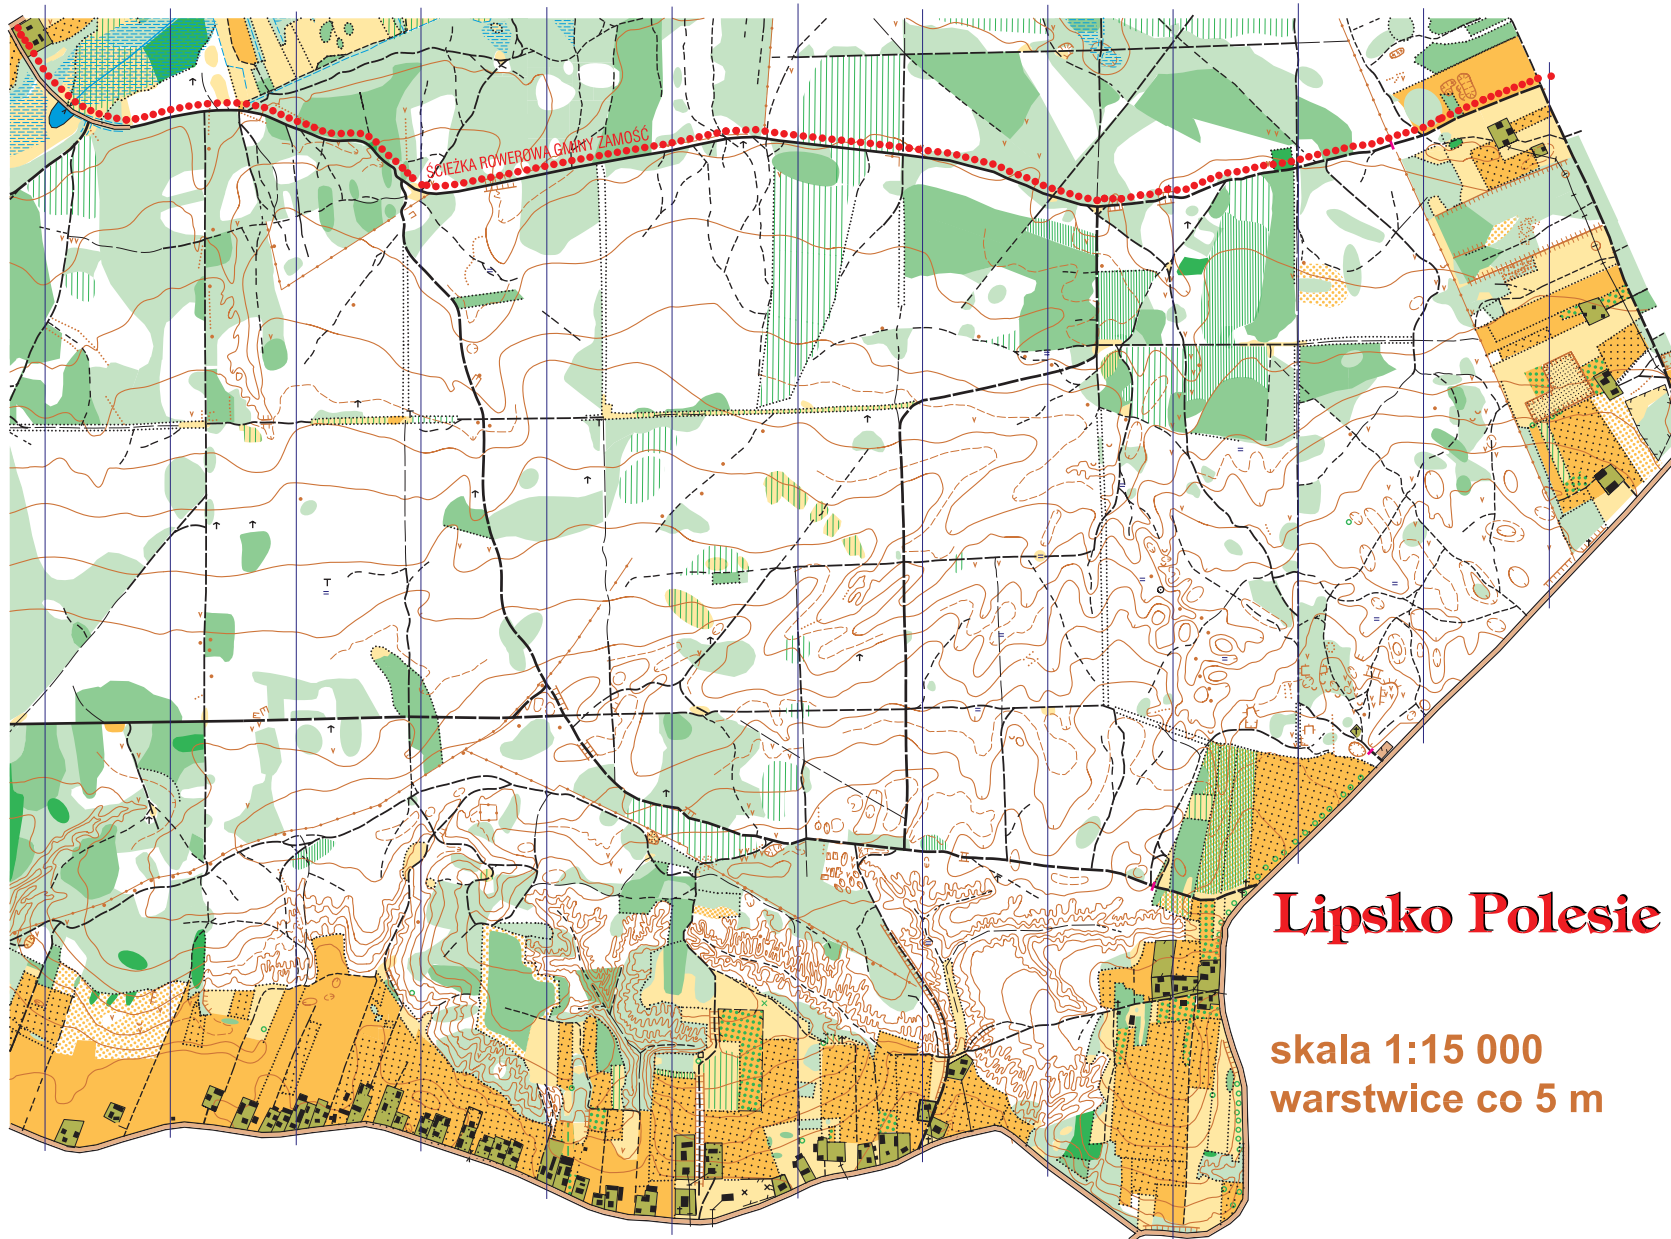 ŚCIEŻKA ROWEROWA GMINY ZAMOŚĆ
Lipsko Polesie
skala 1:15 000
warstwice co 5 m